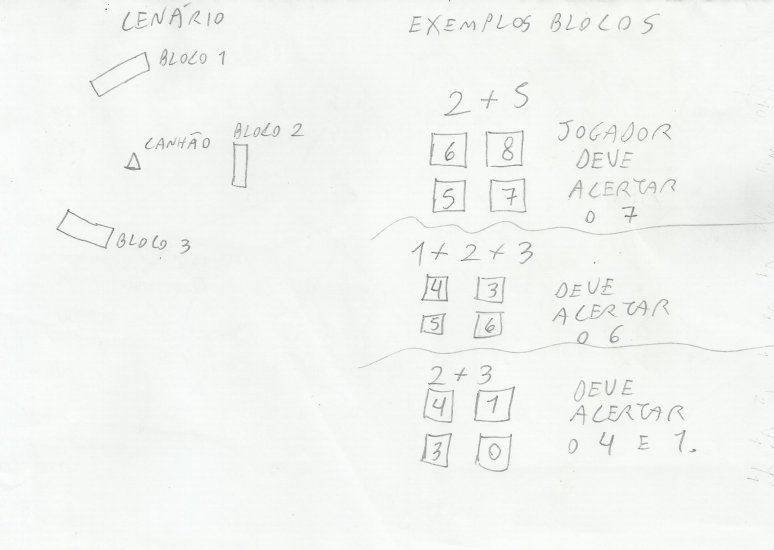 CENÁRIO
BLOCO 1
CANHÃO
BLOCO 2
BLOCO 3
EXEMPLOS BLOCOS
2 + 5
6 8
5 7
JOGADOR
DEVE
ACERTAR
O 7
1 + 2 + 3
4 3
5 6
DEVE
ACERTAR
O 6
2 + 3
4 1
3 0
DEVE
ACERTAR
O 4 E 1.